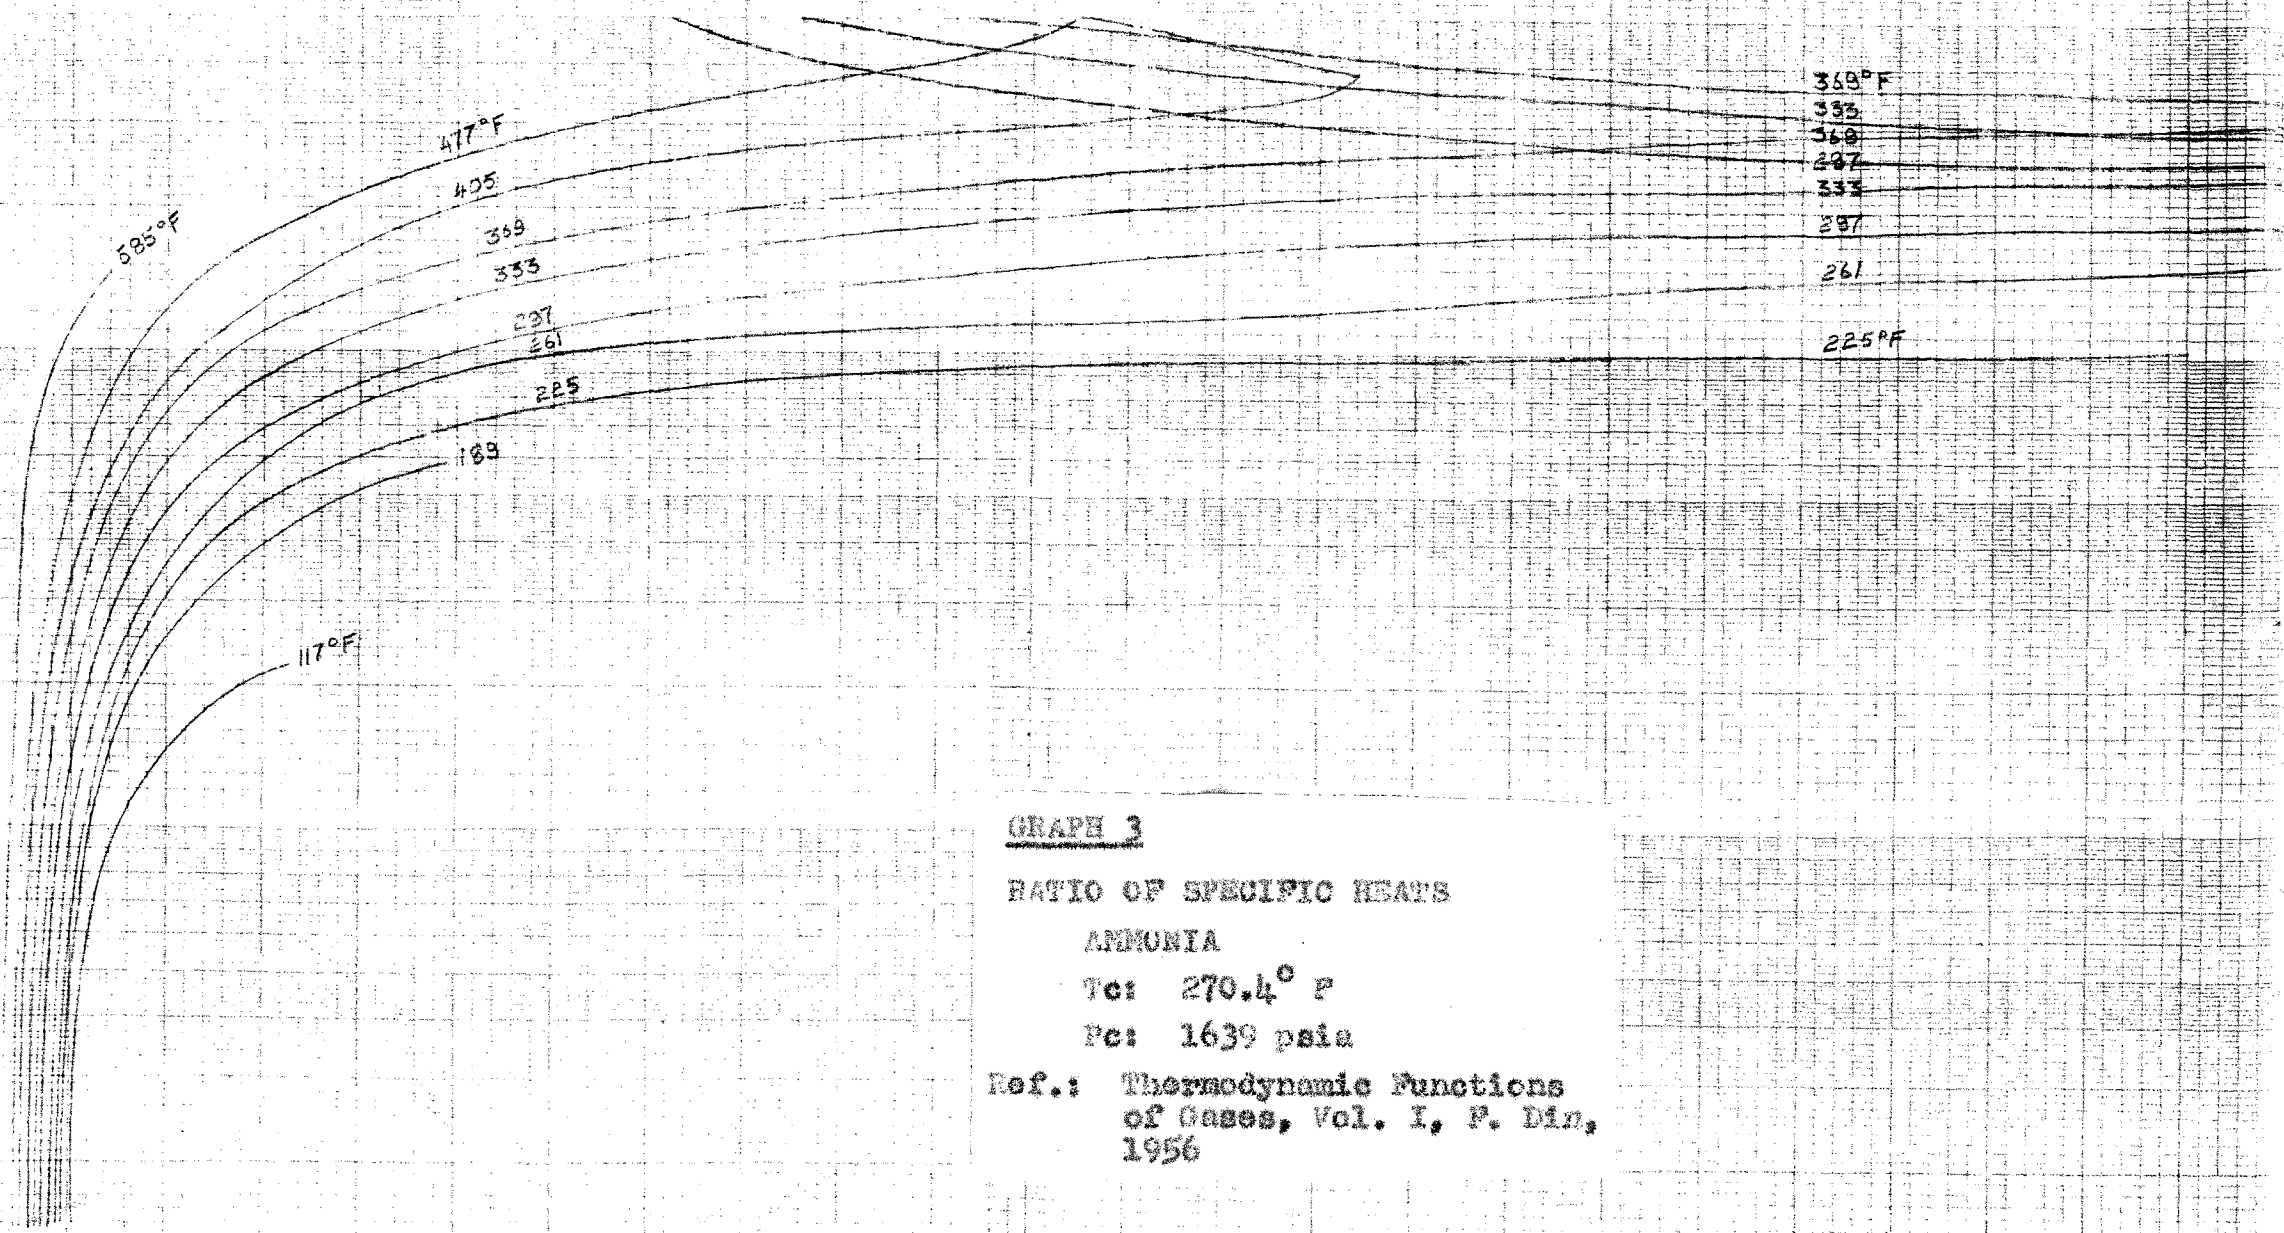 585°F
477°F
405
369
333
297
261
225
189
117°F
369°F
333
368
297
333
297
261
225°F
GRAPH 3
RATIO OF SPECIFIC HEATS
AMMONIA
Tc: 270.4° F
Pc: 1639 psia
Ref.: Thermodynamic Functions
of Gases, Vol. I, F. Din,
1956